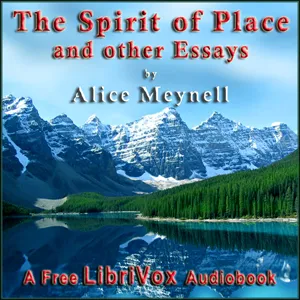 The Spirit of Place
and other Essays
by
Alice Meynell
A Free LibriVox Audiobook